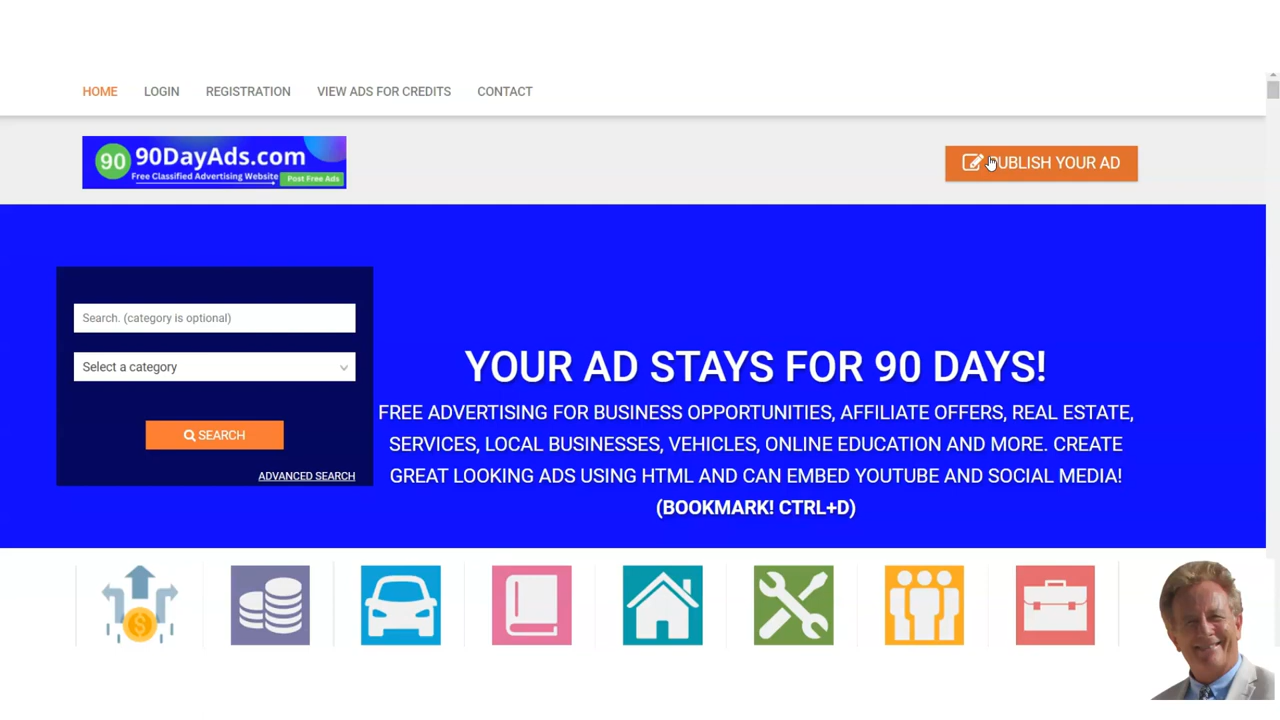 HOME LOGIN REGISTRATION VIEW ADS FOR CREDITS CONTACT
90 90DayAds.com
Free Classified Advertising Website Post Free Ads
PUBLISH YOUR AD
Search. (category is optional)
Select a category
SEARCH
ADVANCED SEARCH
YOUR AD STAYS FOR 90 DAYS!
FREE ADVERTISING FOR BUSINESS OPPORTUNITIES, AFFILIATE OFFERS, REAL ESTATE,
SERVICES, LOCAL BUSINESSES, VEHICLES, ONLINE EDUCATION AND MORE. CREATE
GREAT LOOKING ADS USING HTML AND CAN EMBED YOUTUBE AND SOCIAL MEDIA!
(BOOKMARK! CTRL+D)